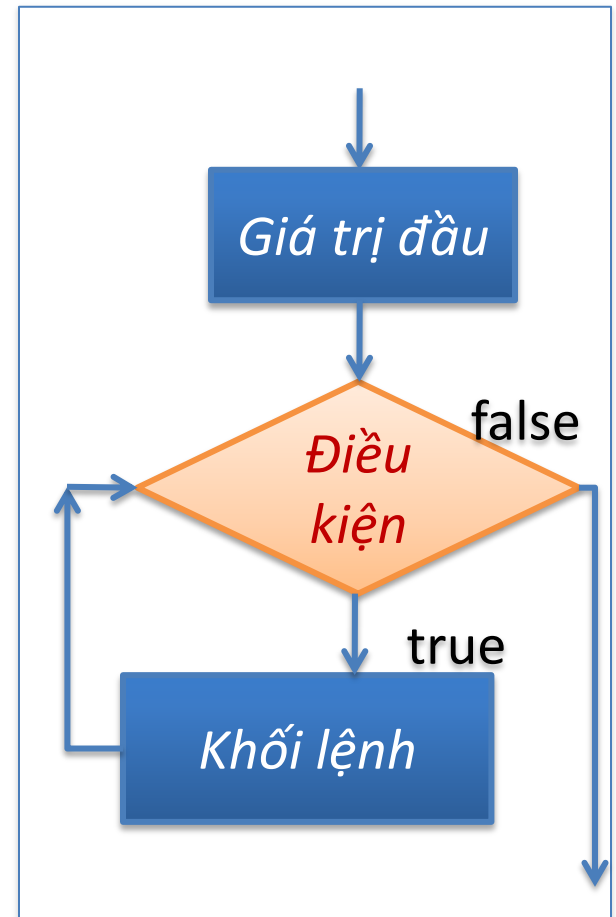 Giá trị đầu
false
Điều
kiện
true
Khối lệnh